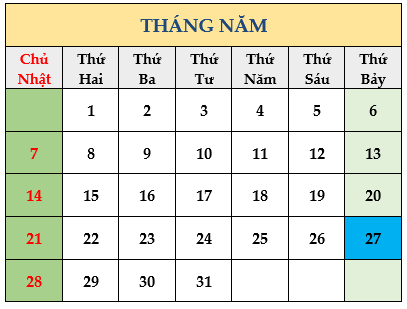 THÁNG NĂM
Chủ Nhật Thứ Hai Thứ Ba Thứ Tư Thứ Năm Thứ Sáu Thứ Bảy
1 2 3 4 5 6
7 8 9 10 11 12 13
14 15 16 17 18 19 20
21 22 23 24 25 26 27
28 29 30 31